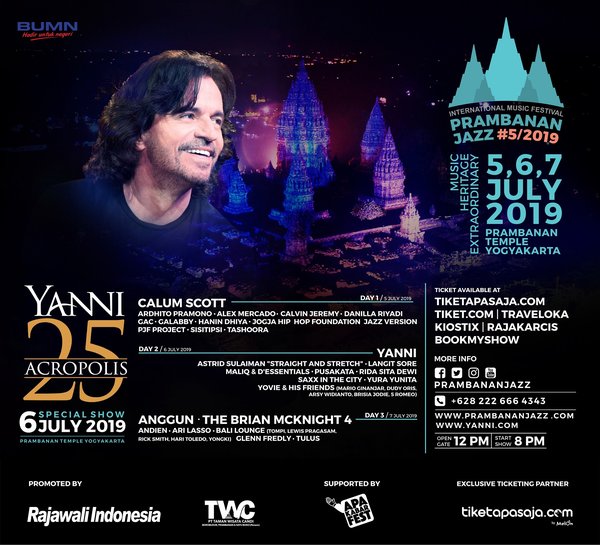 BUMN
Hadir untuk negeri
INTERNATIONAL MUSIC FESTIVAL
PRAMBANAN
JAZZ #5/2019
MUSIC
HERITAGE
EXTRAORDINARY
5,6,7
JULY
2019
PRAMBANAN
TEMPLE
YOGYAKARTA
YANNI
25
ACROPOLIS
SPECIAL SHOW
6 JULY 2019
PRAMBANAN TEMPLE YOGYAKARTA
DAY 1 / 5 JULY 2019
CALUM SCOTT
ARDHITO PRAMONO · ALEX MERCADO · CALVIN JEREMY · DANILLA RIYADI
GAC · GALABBY · HANIN DHIYA · JOGJA HIP HOP FOUNDATION JAZZ VERSION
PJF PROJECT · SISITIPSI · TASHOORA
DAY 2 / 6 JULY 2019
YANNI
ASTRID SULAIMAN "STRAIGHT AND STRETCH" · LANGIT SORE
MALIQ & D'ESSENTIALS · PUSAKATA · RIDA SITA DEWI
SAXX IN THE CITY · YURA YUNITA
YOVIE & HIS FRIENDS (MARIO GINANJAR, DUDY ORIS,
ARSY WIDIANTO, BRISIA JODIE, 5 ROMEO)
DAY 3 / 7 JULY 2019
ANGGUN · THE BRIAN MCKNIGHT 4
ANDIEN · ARI LASSO · BALI LOUNGE (TOMPI, LEWIS PRAGASAM,
RICK SMITH, HARI TOLEDO, YONGKI) GLENN FREDLY · TULUS
TICKET AVAILABLE AT
TIKETAPASAJA.COM
TIKET.COM | TRAVELOKA
KIOSTIX | RAJAKARCIS
BOOKMYSHOW
MORE INFO
PRAMBANANJAZZ
+628 222 666 4343
WWW.PRAMBANANJAZZ.COM
WWW.YANNI.COM
OPEN GATE 12 PM START SHOW 8 PM
PROMOTED BY
Rajawali Indonesia
TWC
PT TAMAN WISATA CANDI
SUPPORTED BY
APA KABAR FEST
EXCLUSIVE TICKETING PARTNER
tiketapasaja.com
by MelOn